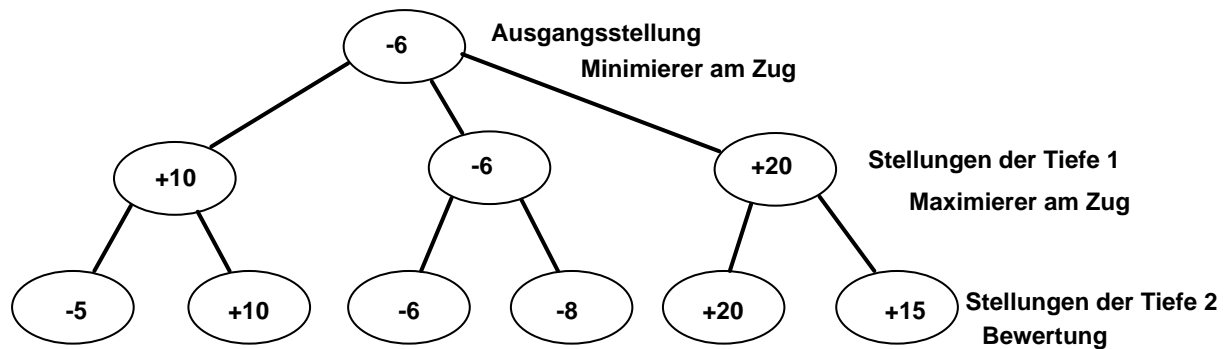 -6 Ausgangsstellung
Minimierer am Zug
+10 -6 +20 Stellungen der Tiefe 1
Maximierer am Zug
-5 +10 -6 -8 +20 +15 Stellungen der Tiefe 2
Bewertung